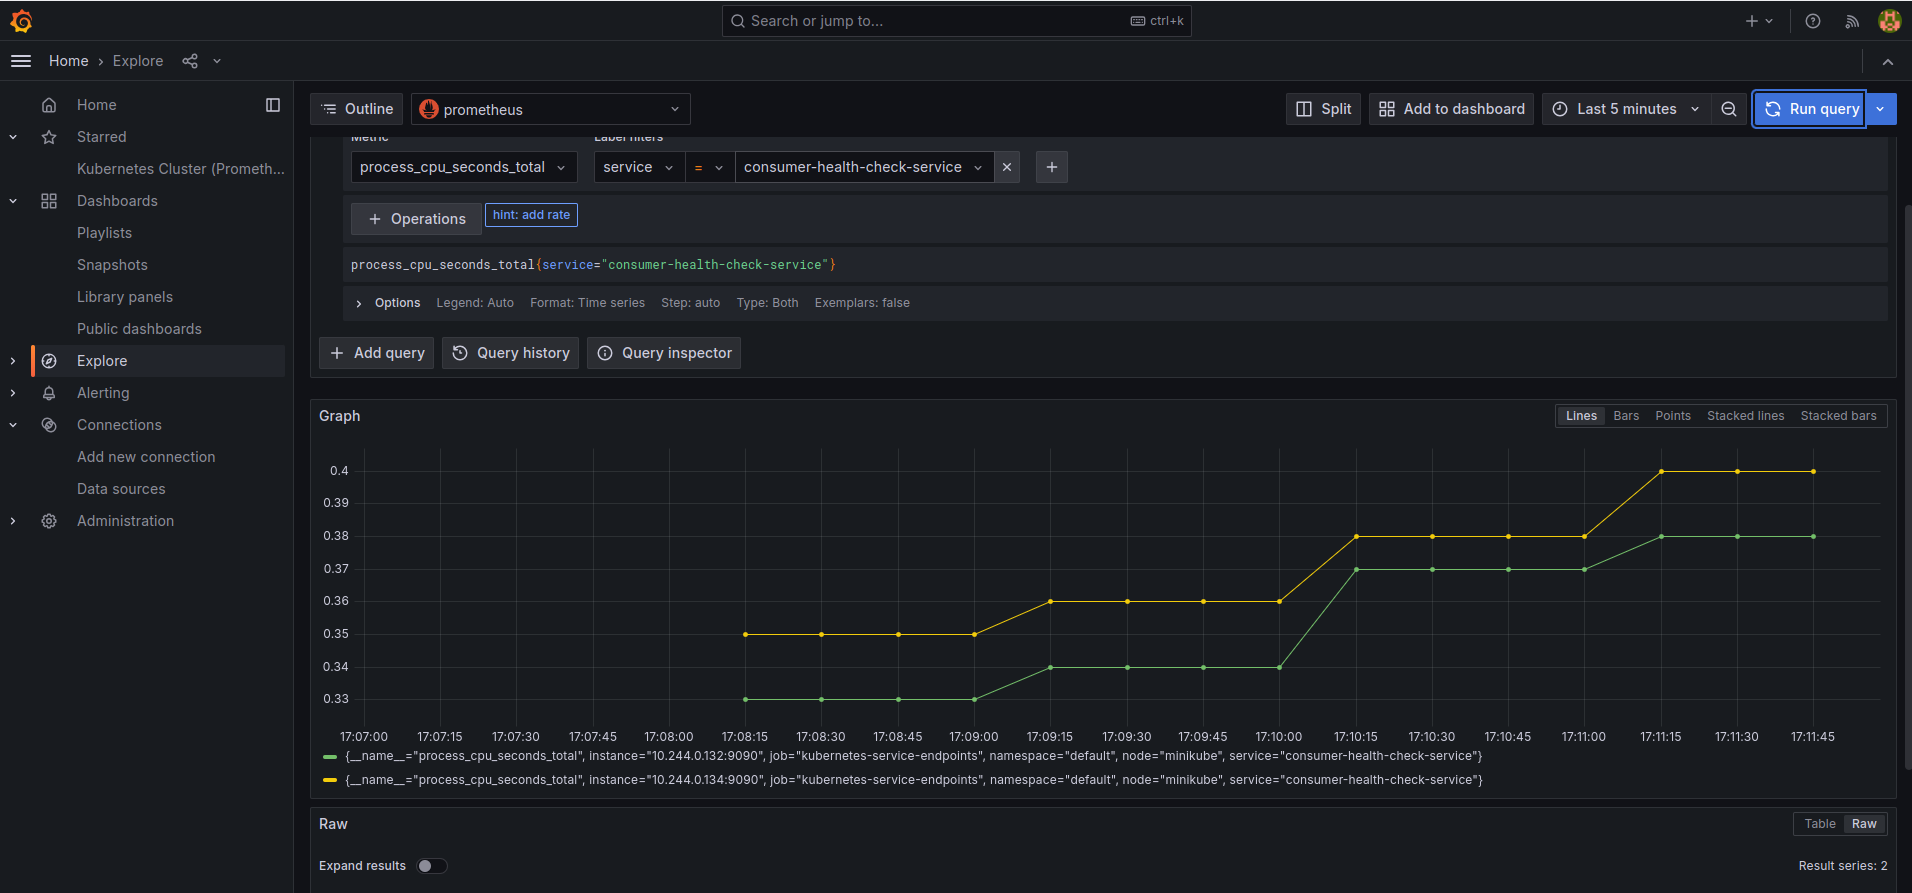 Search or jump to...
ctrl+k
Home › Explore
Home
Starred
Kubernetes Cluster (Prometh...
Dashboards
Playlists
Snapshots
Library panels
Public dashboards
Explore
Alerting
Connections
Add new connection
Data sources
Administration
Outline
prometheus
Split
Add to dashboard
Last 5 minutes
Run query
Metric
Label filters
process_cpu_seconds_total
service
=
consumer-health-check-service
+ Operations
hint: add rate
process_cpu_seconds_total{service="consumer-health-check-service"}
Options Legend: Auto Format: Time series Step: auto Type: Both Exemplars: false
+ Add query
Query history
Query inspector
Graph
Lines Bars Points Stacked lines Stacked bars
0.4
0.39
0.38
0.37
0.36
0.35
0.34
0.33
17:07:00 17:07:15 17:07:30 17:07:45 17:08:00 17:08:15 17:08:30 17:08:45 17:09:00 17:09:15 17:09:30 17:09:45 17:10:00 17:10:15 17:10:30 17:10:45 17:11:00 17:11:15 17:11:30 17:11:45
{__name__="process_cpu_seconds_total", instance="10.244.0.132:9090", job="kubernetes-service-endpoints", namespace="default", node="minikube", service="consumer-health-check-service"}
{__name__="process_cpu_seconds_total", instance="10.244.0.134:9090", job="kubernetes-service-endpoints", namespace="default", node="minikube", service="consumer-health-check-service"}
Raw
Table Raw
Expand results
Result series: 2